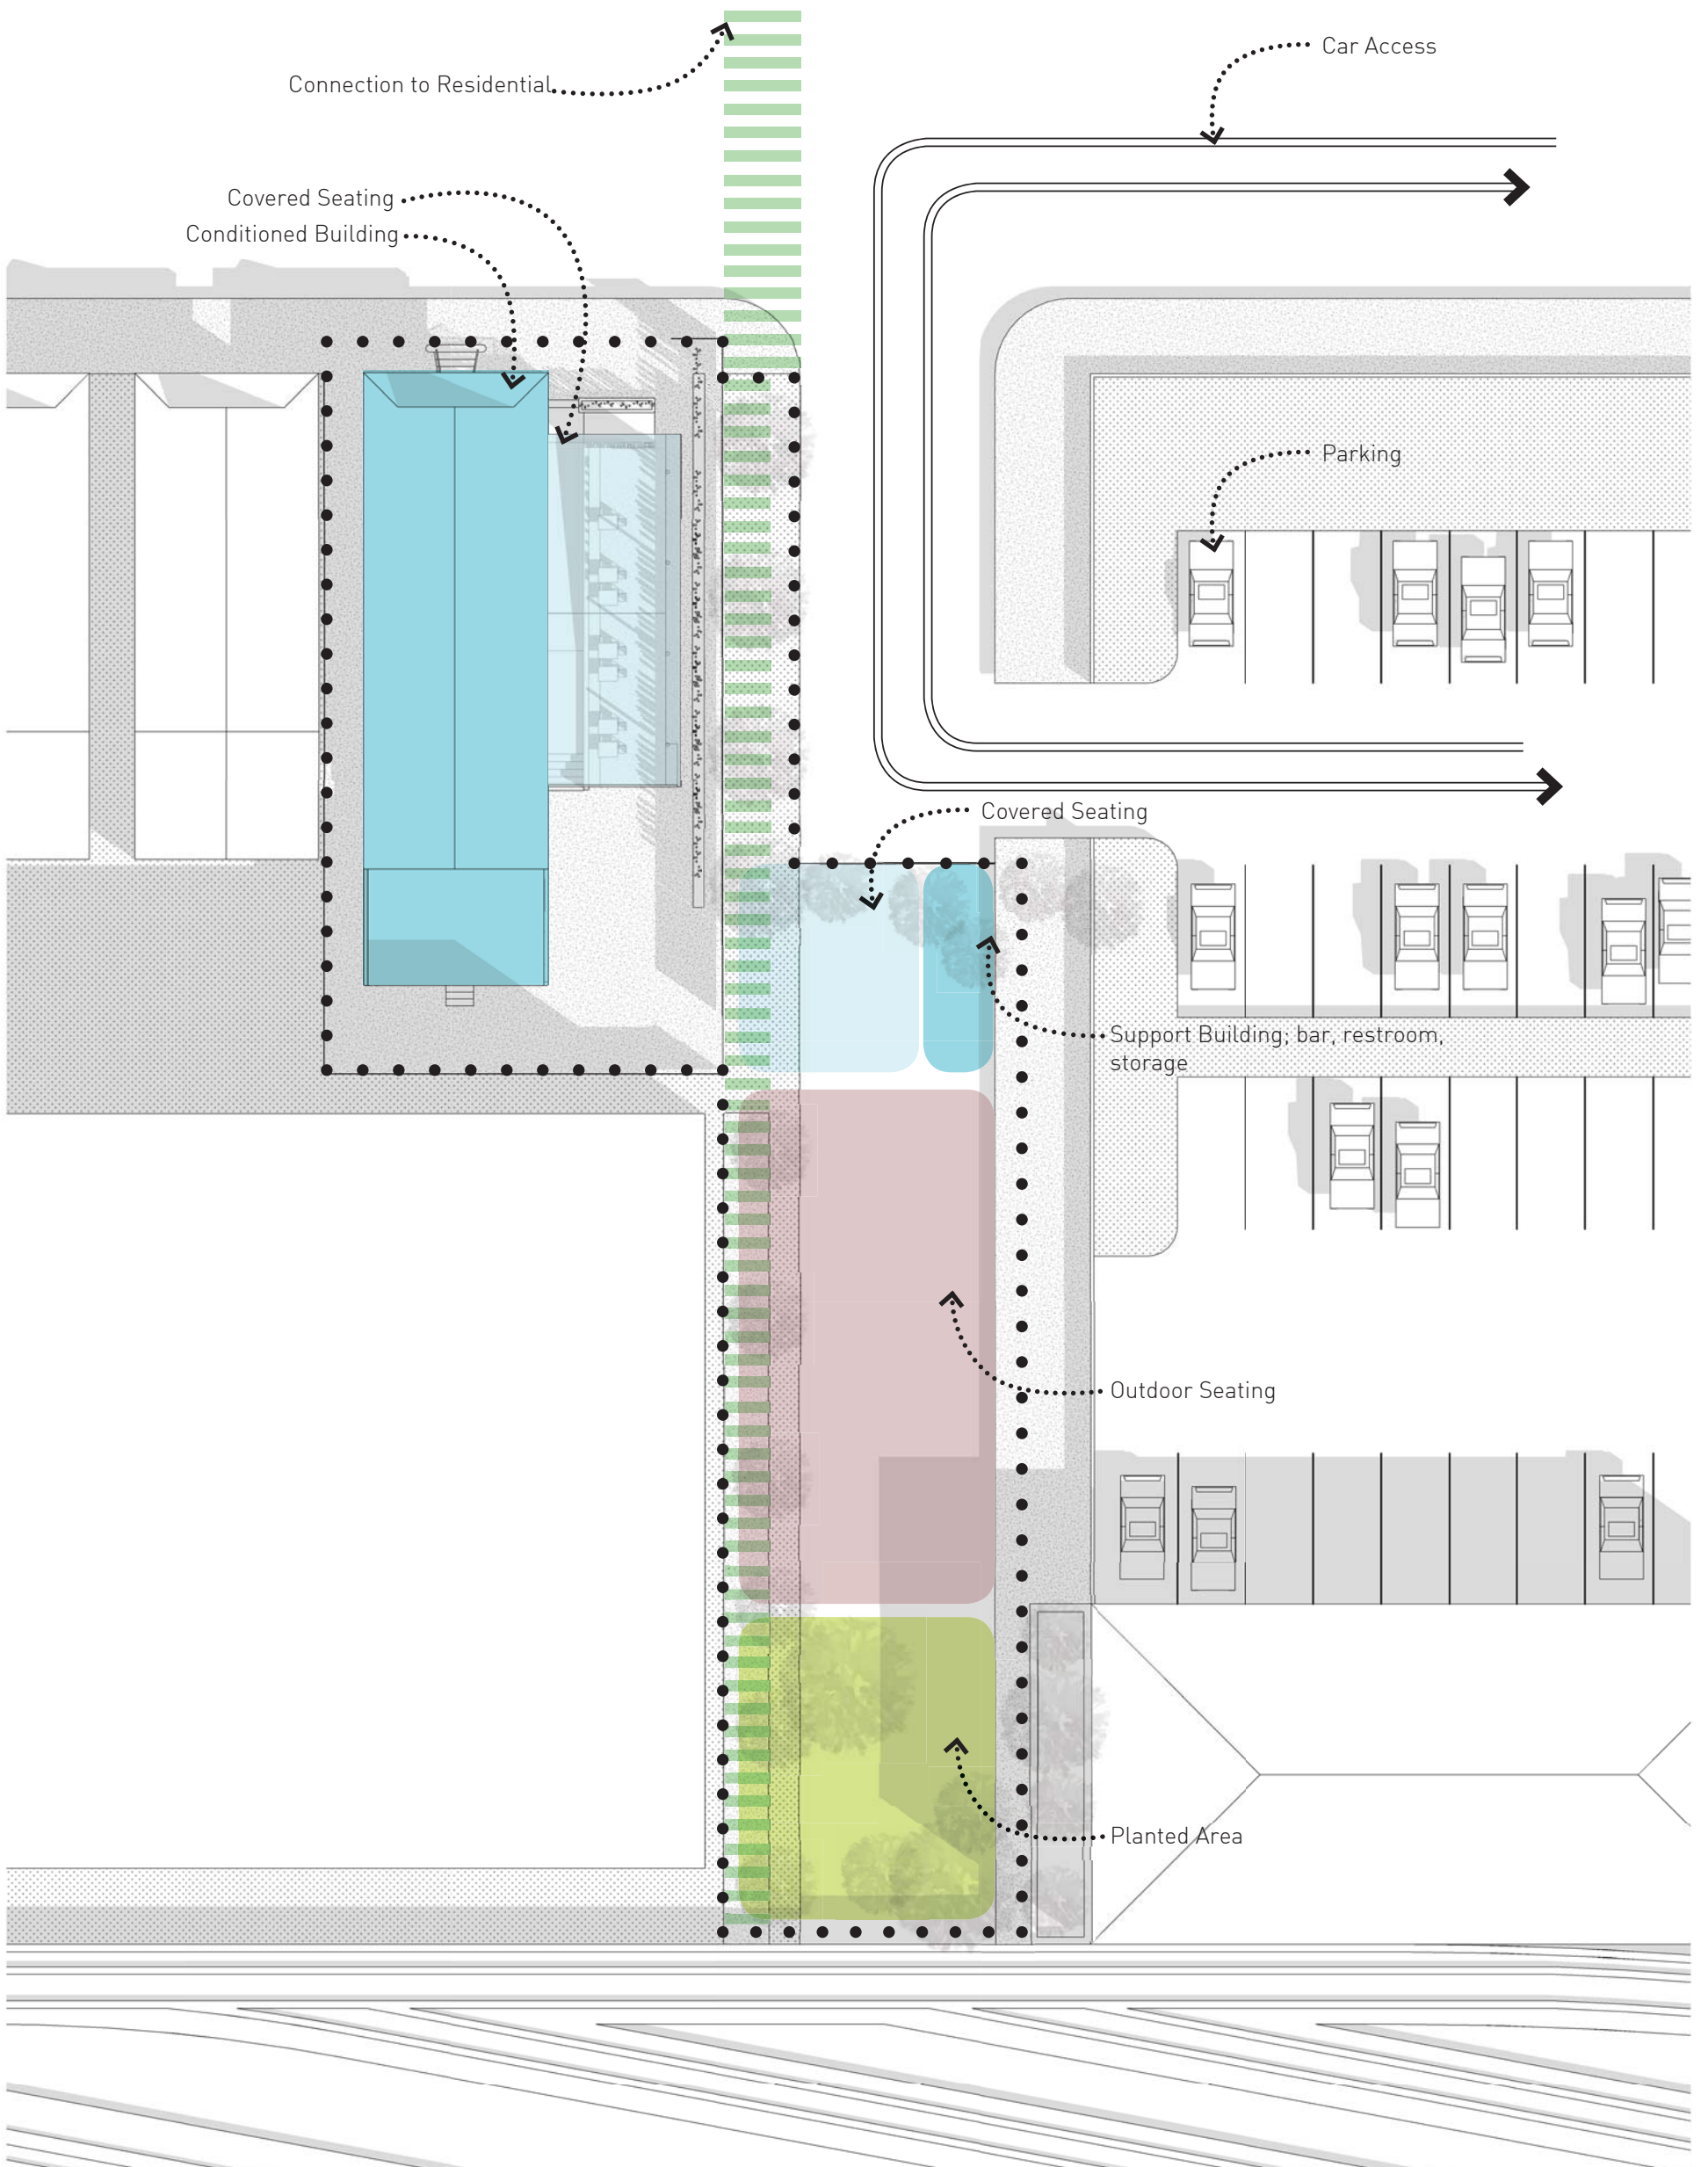 Car Access
Connection to Residential
Covered Seating
Conditioned Building
Parking
Covered Seating
Support Building; bar, restroom,
storage
Outdoor Seating
Planted Area